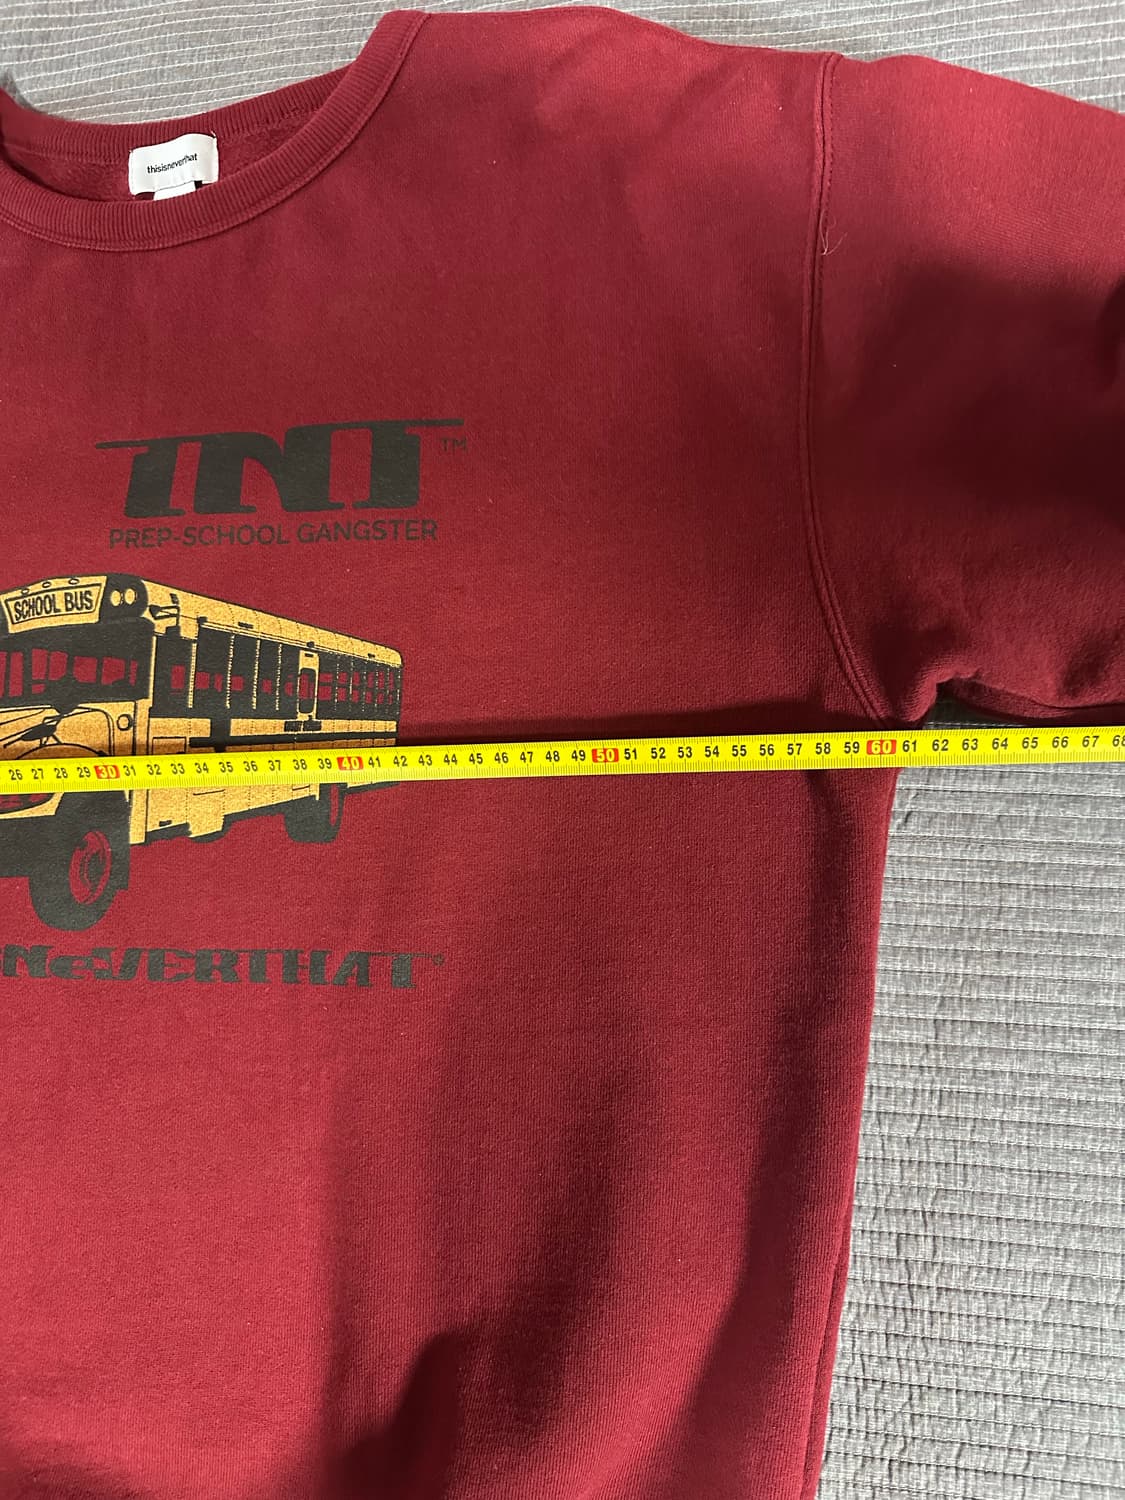 thisisneverthat
TNT™
PREP-SCHOOL GANGSTER
SCHOOL BUS
26 27 28 29 30 31 32 33 34 35 36 37 38 39 40 41 42 43 44 45 46 47 48 49 50 51 52 53 54 55 56 57 58 59 60 61 62 63 64 65 66 67 68
NeVERTHAT®